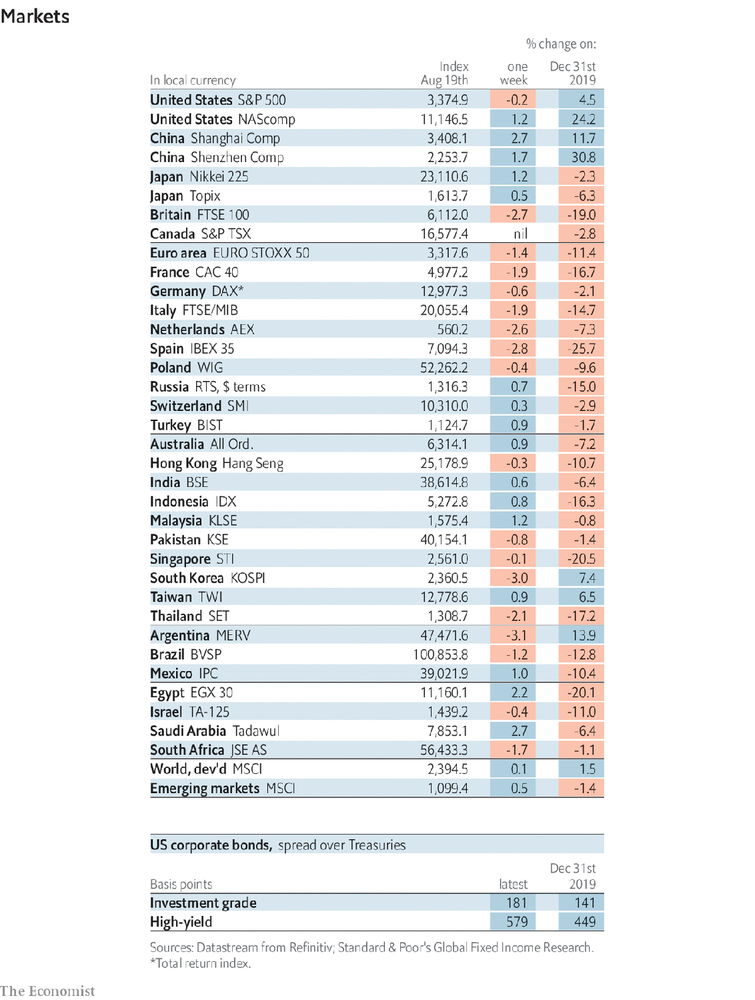 Markets
% change on:
Index one Dec 31st
In local currency Aug 19th week 2019
United States S&P 500 3,374.9 -0.2 4.5
United States NAScomp 11,146.5 1.2 24.2
China Shanghai Comp 3,408.1 2.7 11.7
China Shenzhen Comp 2,253.7 1.7 30.8
Japan Nikkei 225 23,110.6 1.2 -2.3
Japan Topix 1,613.7 0.5 -6.3
Britain FTSE 100 6,112.0 -2.7 -19.0
Canada S&P TSX 16,577.4 nil -2.8
Euro area EURO STOXX 50 3,317.6 -1.4 -11.4
France CAC 40 4,977.2 -1.9 -16.7
Germany DAX* 12,977.3 -0.6 -2.1
Italy FTSE/MIB 20,055.4 -1.9 -14.7
Netherlands AEX 560.2 -2.6 -7.3
Spain IBEX 35 7,094.3 -2.8 -25.7
Poland WIG 52,262.2 -0.4 -9.6
Russia RTS, $ terms 1,316.3 0.7 -15.0
Switzerland SMI 10,310.0 0.3 -2.9
Turkey BIST 1,124.7 0.9 -1.7
Australia All Ord. 6,314.1 0.9 -7.2
Hong Kong Hang Seng 25,178.9 -0.3 -10.7
India BSE 38,614.8 0.6 -6.4
Indonesia IDX 5,272.8 0.8 -16.3
Malaysia KLSE 1,575.4 1.2 -0.8
Pakistan KSE 40,154.1 -0.8 -1.4
Singapore STI 2,561.0 -0.1 -20.5
South Korea KOSPI 2,360.5 -3.0 7.4
Taiwan TWI 12,778.6 0.9 6.5
Thailand SET 1,308.7 -2.1 -17.2
Argentina MERV 47,471.6 -3.1 13.9
Brazil BVSP 100,853.8 -1.2 -12.8
Mexico IPC 39,021.9 1.0 -10.4
Egypt EGX 30 11,160.1 2.2 -20.1
Israel TA-125 1,439.2 -0.4 -11.0
Saudi Arabia Tadawul 7,853.1 2.7 -6.4
South Africa JSE AS 56,433.3 -1.7 -1.1
World, dev'd MSCI 2,394.5 0.1 1.5
Emerging markets MSCI 1,099.4 0.5 -1.4
US corporate bonds, spread over Treasuries
Dec 31st
Basis points latest 2019
Investment grade 181 141
High-yield 579 449
Sources: Datastream from Refinitiv; Standard & Poor's Global Fixed Income Research.
*Total return index.
The Economist